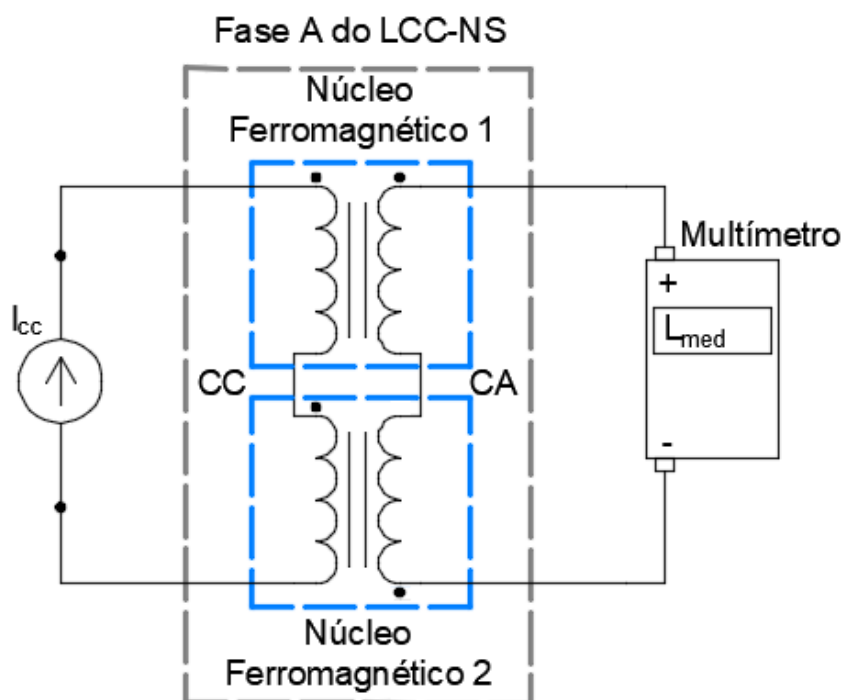 Fase A do LCC-NS
Núcleo
Ferromagnético 1
Multímetro
+
Icc
Lmed
CC
CA
-
Núcleo
Ferromagnético 2